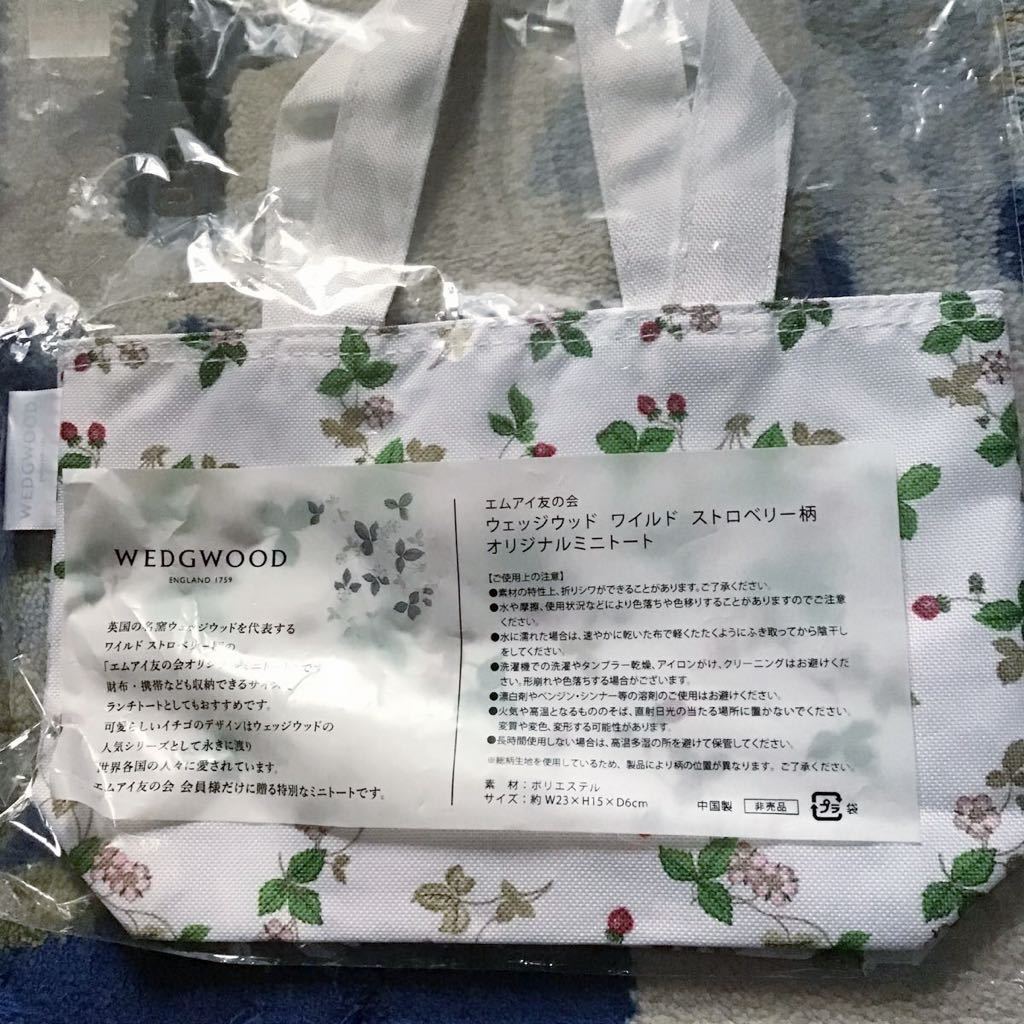 WEDGWOOD
WEDGWOOD
ENGLAND 1759
英国の名窯ウェッジウッドを代表する
ワイルド ストロベリー の
「エムアイ友の会オリジ ミニトート」です
財布・携帯なども収納できるサイズ
ランチトートとしてもおすすめです。
可愛らしいイチゴのデザインはウェッジウッドの
人気シリーズとして永きに渡り
世界各国の人々に愛されています。
エムアイ友の会 会員様だけに贈る特別なミニトートです。
エムアイ友の会
ウェッジウッド ワイルド ストロベリー柄
オリジナルミニトート
【ご使用上の注意】
●素材の特性上、折りシワができることがあります。ご了承ください。
●水や摩擦、使用状況などにより色落ちや色移りすることがありますのでご注意
ください。
●水に濡れた場合は、速やかに乾いた布で軽くたたくようにふき取ってから陰干し
をしてください。
●洗濯機での洗濯やタンブラー乾燥、アイロンがけ、クリーニングはお避けくだ
さい。形崩れや色落ちする場合がございます。
●漂白剤やベンジン・シンナー等の溶剤のご使用はお避けください。
●火気や高温となるもののそば、直射日光の当たる場所に置かないでください。
変質や変色、変形する可能性があります。
●長時間使用しない場合は、高温多湿の所を避けて保管してください。
※総柄生地を使用しているため、製品により柄の位置が異なります。ご了承ください。
素 材：ポリエステル
サイズ：約 W23×H15×D6cm
中国製 非売品 プラ 袋